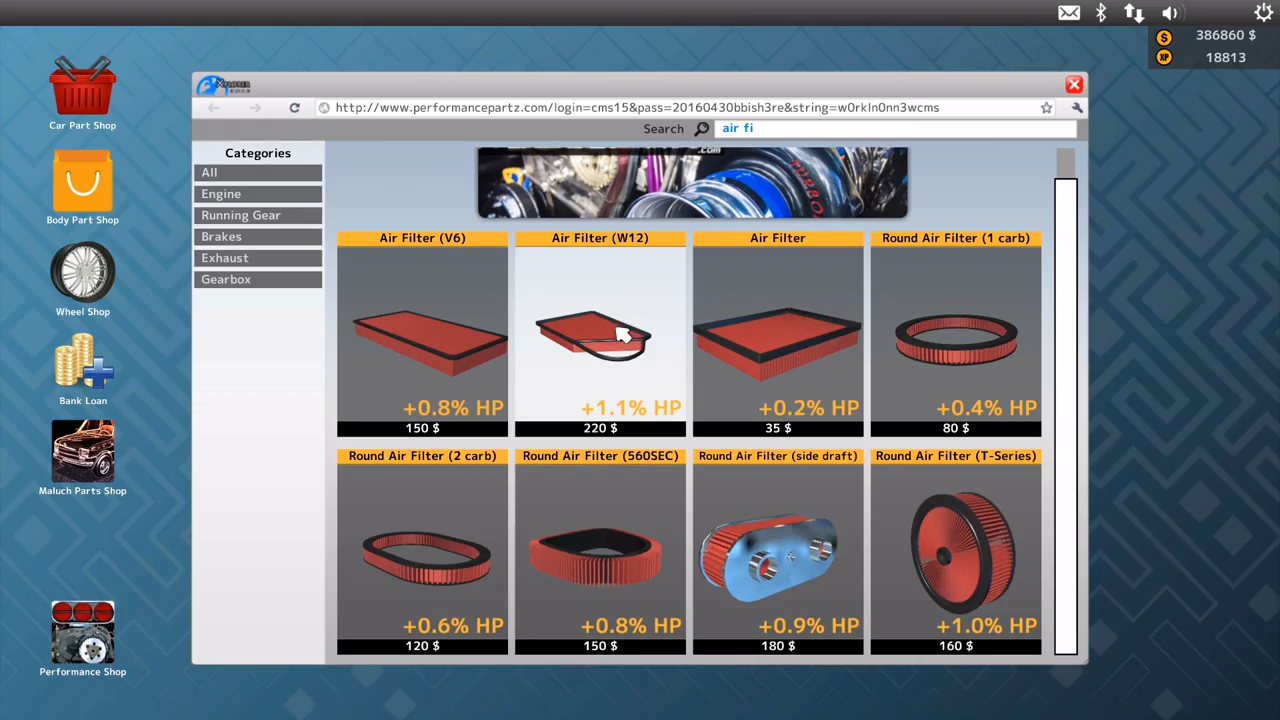 386860 $
18813
Car Part Shop
Body Part Shop
Wheel Shop
Bank Loan
Maluch Parts Shop
Performance Shop
http://www.performancepartz.com/login=cms15&pass=20160430bbish3re&string=w0rkIn0nn3wcms
Search air fi
Categories
All
Engine
Running Gear
Brakes
Exhaust
Gearbox
.com
TURBO
Air Filter (V6)
+0.8% HP
150 $
Air Filter (W12)
+1.1% HP
220 $
Air Filter
+0.2% HP
35 $
Round Air Filter (1 carb)
+0.4% HP
80 $
Round Air Filter (2 carb)
+0.6% HP
120 $
Round Air Filter (560SEC)
+0.8% HP
150 $
Round Air Filter (side draft)
+0.9% HP
180 $
Round Air Filter (T-Series)
+1.0% HP
160 $